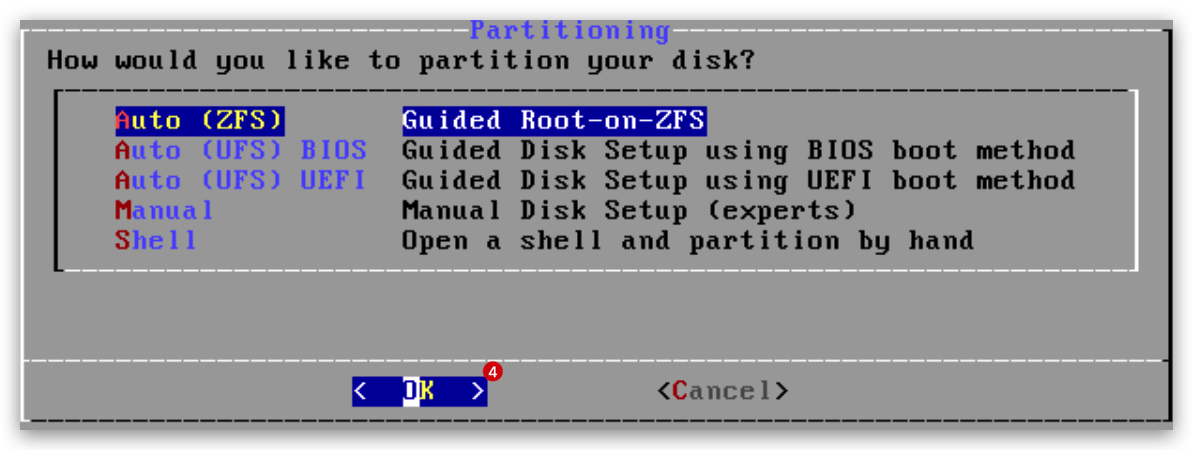 Partitioning
How would you like to partition your disk?
Auto (ZFS) Guided Root-on-ZFS
Auto (UFS) BIOS Guided Disk Setup using BIOS boot method
Auto (UFS) UEFI Guided Disk Setup using UEFI boot method
Manual Manual Disk Setup (experts)
Shell Open a shell and partition by hand
4
< OK > <Cancel>